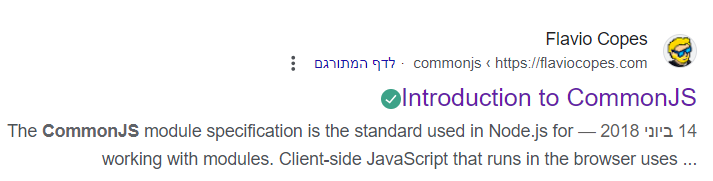 Flavio Copes
https://flaviocopes.com › commonjs · לדף המתורגם
Introduction to CommonJS
14 ביוני 2018 — The CommonJS module specification is the standard used in Node.js for
working with modules. Client-side JavaScript that runs in the browser uses ...